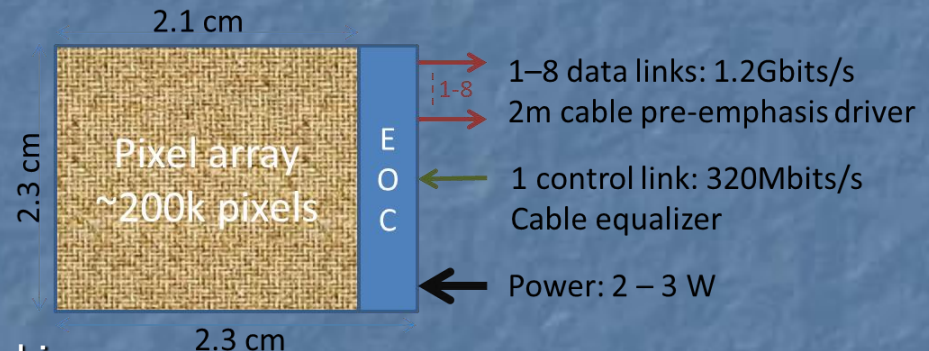 2.1 cm
1–8 data links: 1.2Gbits/s
1-8
2m cable pre-emphasis driver
2.3 cm
Pixel array
~200k pixels
E
O
C
1 control link: 320Mbits/s
Cable equalizer
Power: 2 – 3 W
2.3 cm